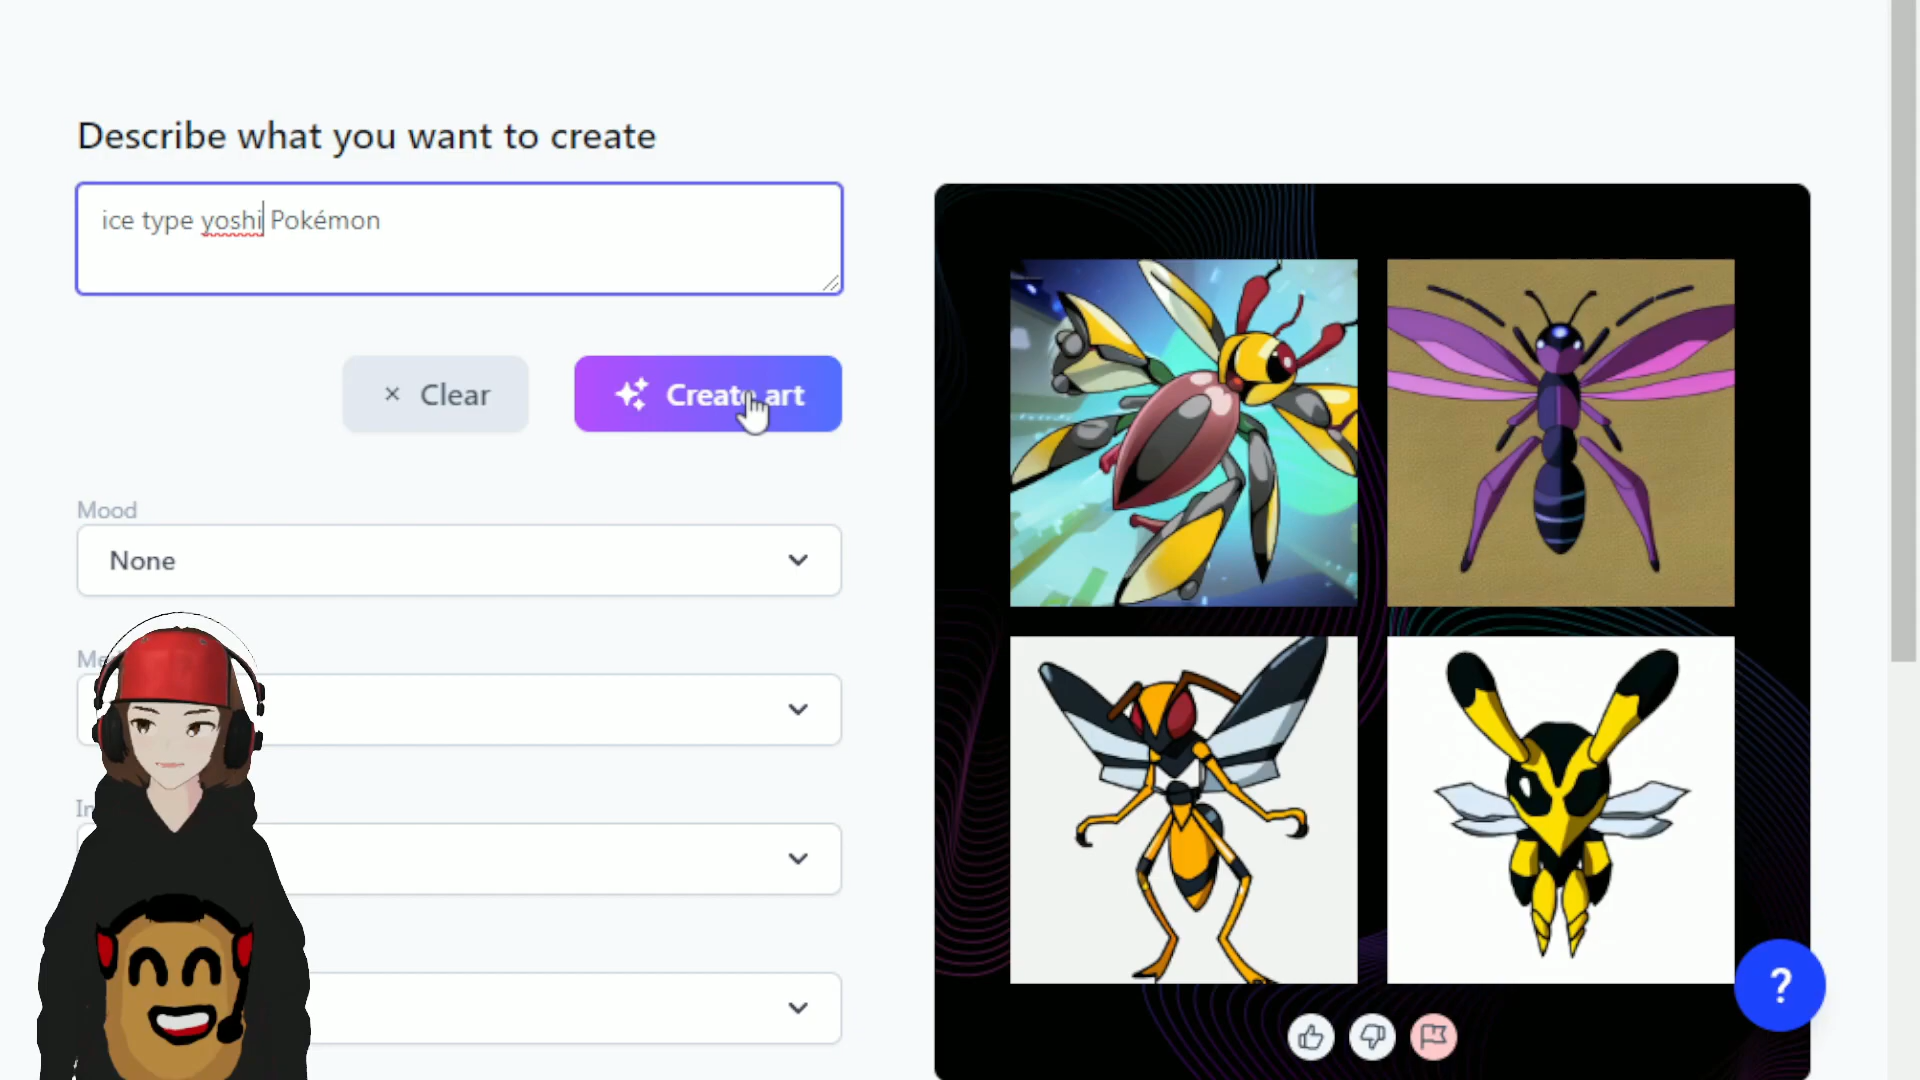 Describe what you want to create
ice type yoshi Pokémon
× Clear
Create art
Mood
None
?